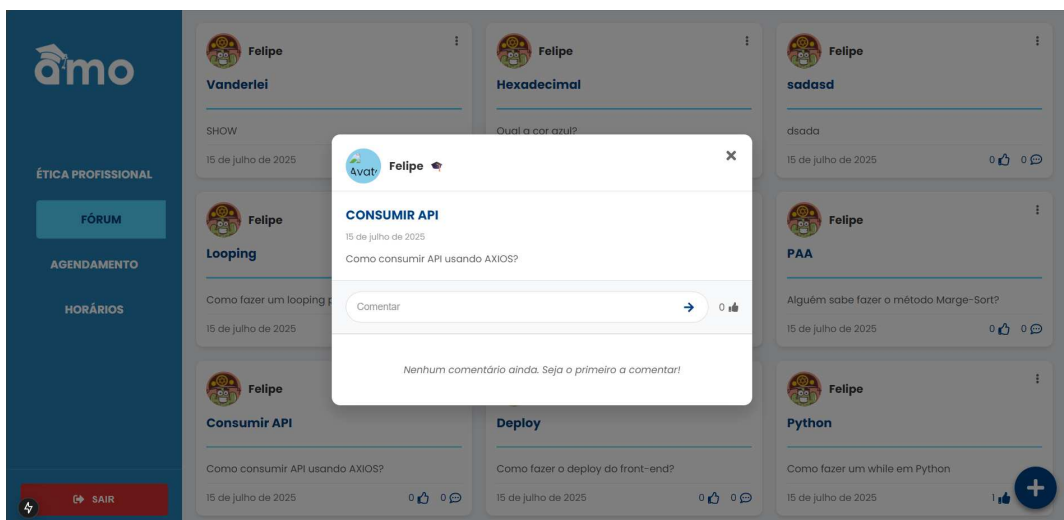 amo
ÉTICA PROFISSIONAL
FÓRUM
AGENDAMENTO
HORÁRIOS
SAIR
Felipe
Vanderlei
SHOW
15 de julho de 2025
Felipe
Hexadecimal
Qual a cor azul?
Felipe
sadasd
dsada
15 de julho de 2025
0 0
Felipe
Looping
Como fazer um looping
15 de julho de 2025
Felipe
PAA
Alguém sabe fazer o método Marge-Sort?
15 de julho de 2025
0 0
Felipe
Consumir API
Como consumir API usando AXIOS?
15 de julho de 2025
0 0
Deploy
Como fazer o deploy do front-end?
15 de julho de 2025
0 0
Felipe
Python
Como fazer um while em Python
15 de julho de 2025
1
Felipe
CONSUMIR API
15 de julho de 2025
Como consumir API usando AXIOS?
Comentar
0
Nenhum comentário ainda. Seja o primeiro a comentar!